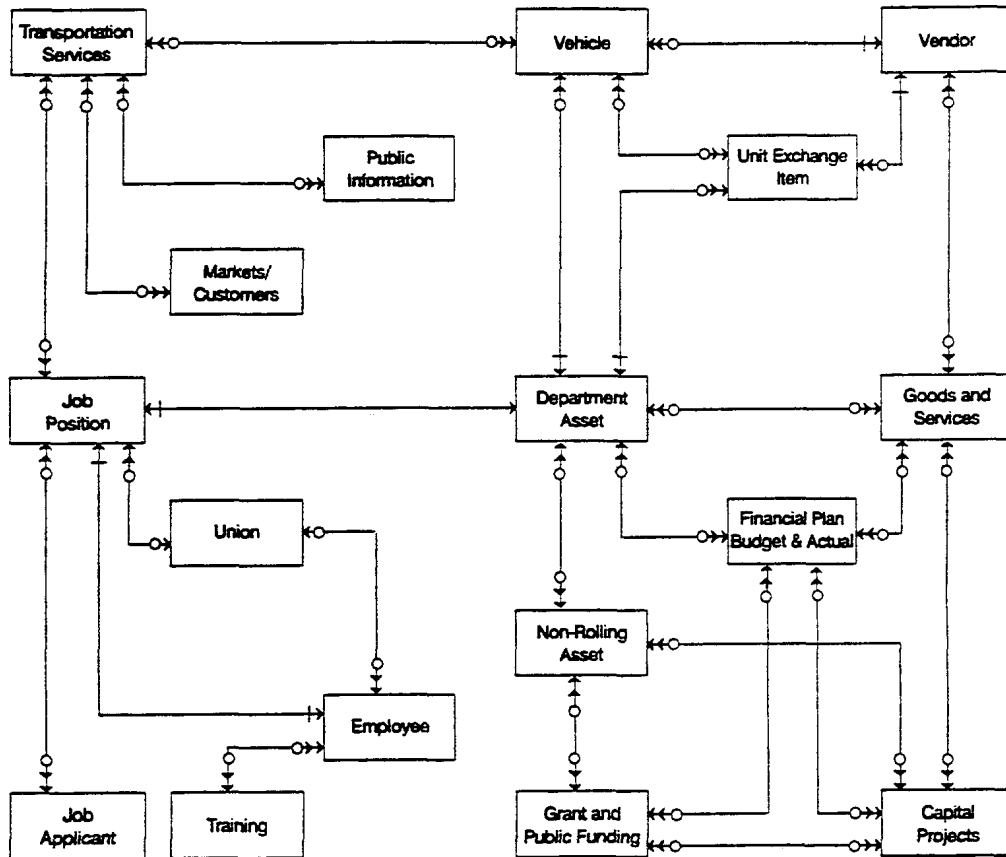 Transportation
Services
Vehicle
Vendor
Public
Information
Unit Exchange
Item
Markets/
Customers
Job
Position
Department
Asset
Goods and
Services
Union
Financial Plan
Budget & Actual
Non-Rolling
Asset
Employee
Job
Applicant
Training
Grant and
Public Funding
Capital
Projects